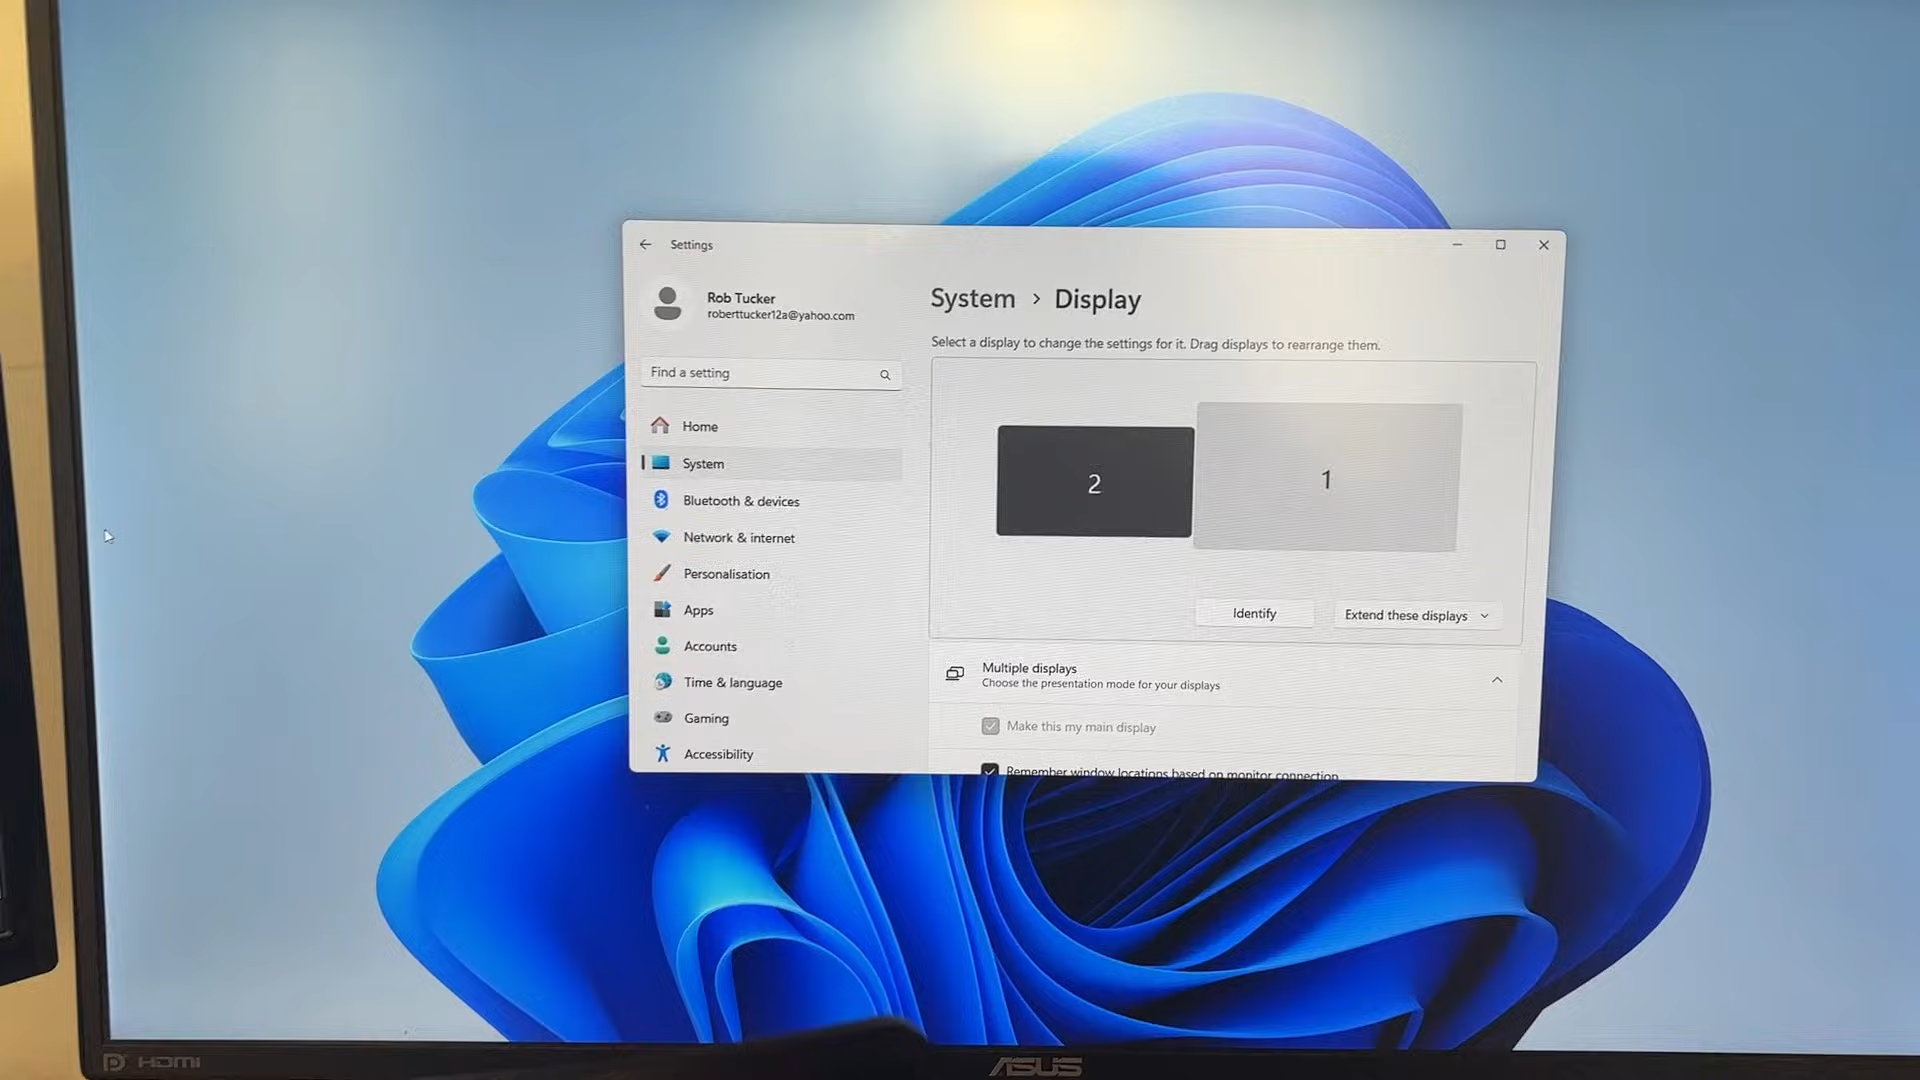 Settings
Rob Tucker
roberttucker12a@yahoo.com
Find a setting
Home
System
Bluetooth & devices
Network & internet
Personalisation
Apps
Accounts
Time & language
Gaming
Accessibility
System > Display
Select a display to change the settings for it. Drag displays to rearrange them.
2
1
Identify
Extend these displays
Multiple displays
Choose the presentation mode for your displays
Make this my main display
Remember window locations based on monitor connection
HDMI
ASUS